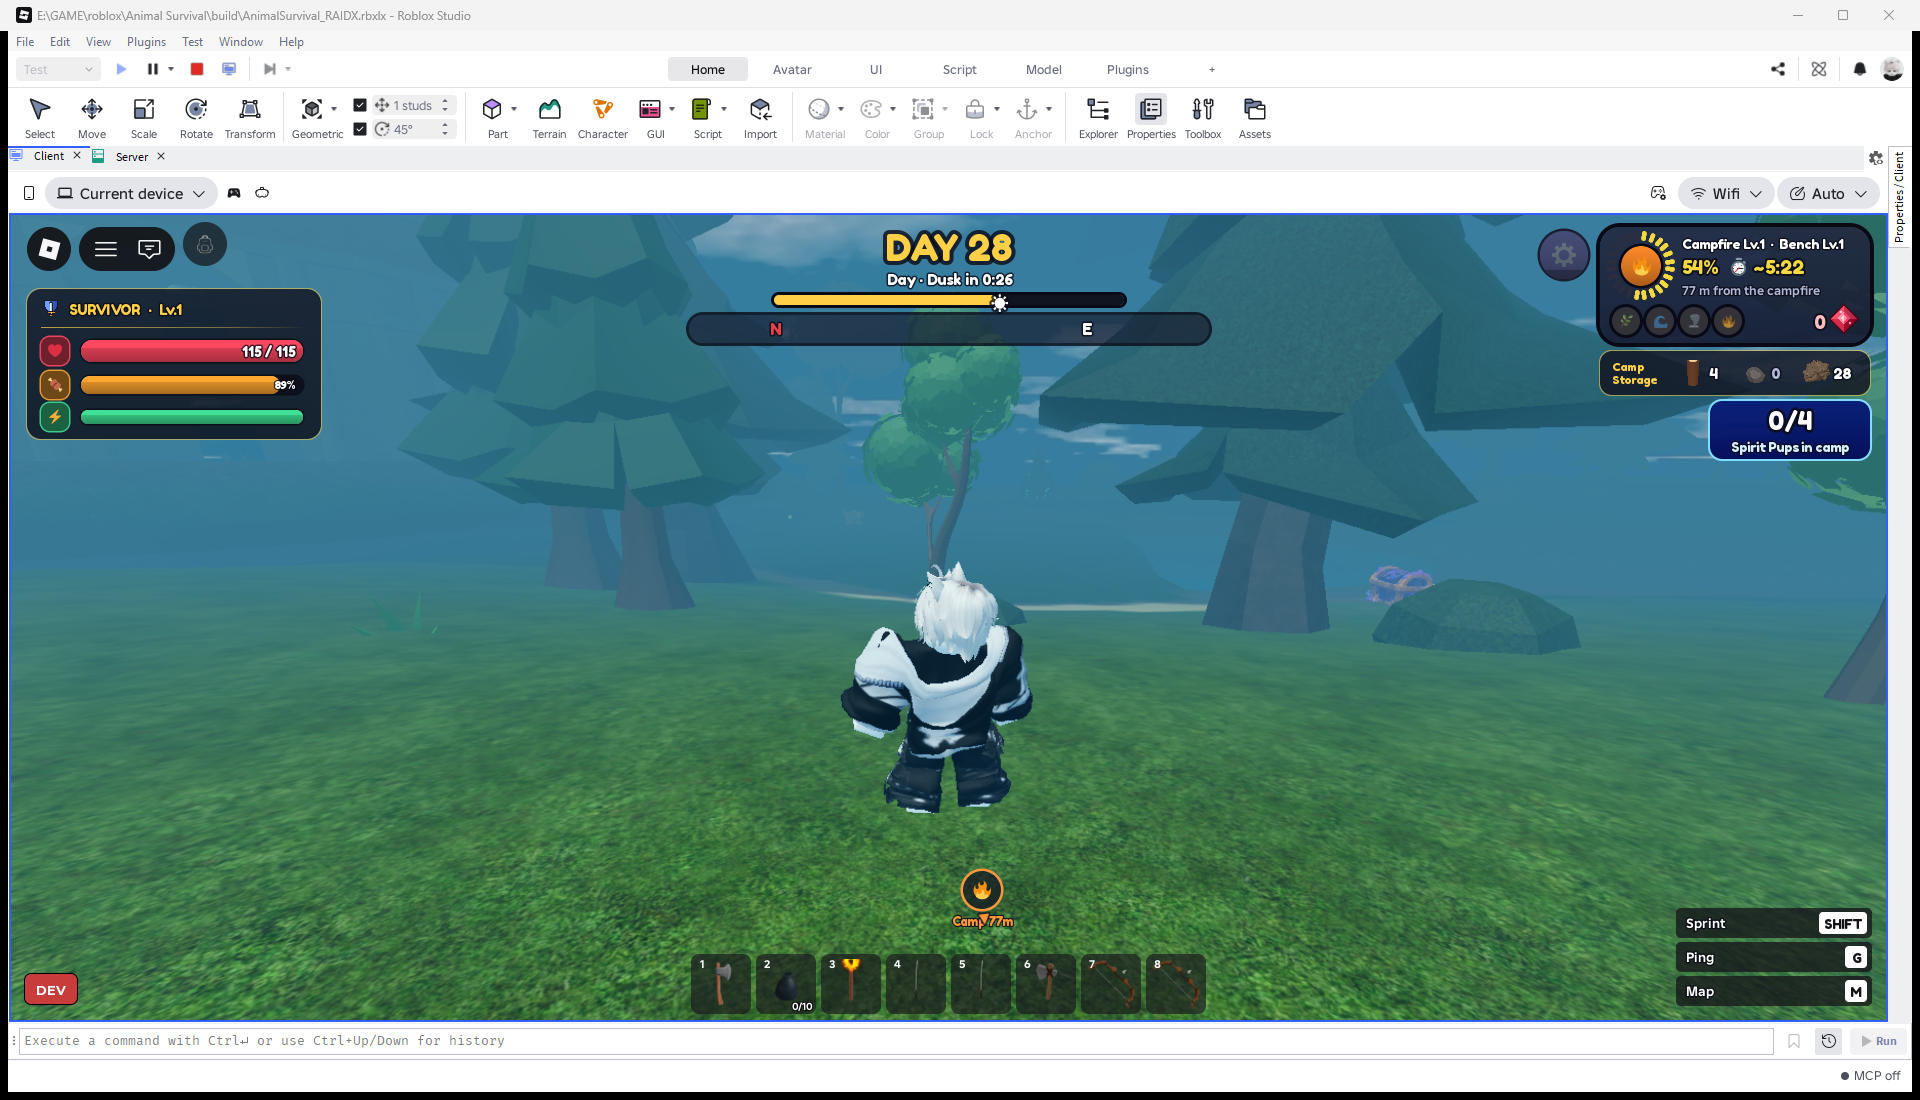 E:\GAME\roblox\Animal Survival\build\AnimalSurvival_RAIDX.rbxlx - Roblox Studio
File Edit View Plugins Test Window Help
Test
Home Avatar UI Script Model Plugins +
1 studs
45°
Select Move Scale Rotate Transform Geometric Part Terrain Character GUI Script Import Material Color Group Lock Anchor Explorer Properties Toolbox Assets
Client Server
Properties / Client
Current device
Wifi Auto
DAY 28
Day · Dusk in 0:26
N E
SURVIVOR · Lv.1
115 / 115
89%
Campfire Lv.1 · Bench Lv.1
54% ~5:22
77 m from the campfire
0
Camp Storage
4 0 28
0/4
Spirit Pups in camp
Camp 77m
Sprint SHIFT
Ping G
Map M
DEV
1 2 3 4 5 6 7 8
0/10
Execute a command with Ctrl↵ or use Ctrl+Up/Down for history
Run
MCP off